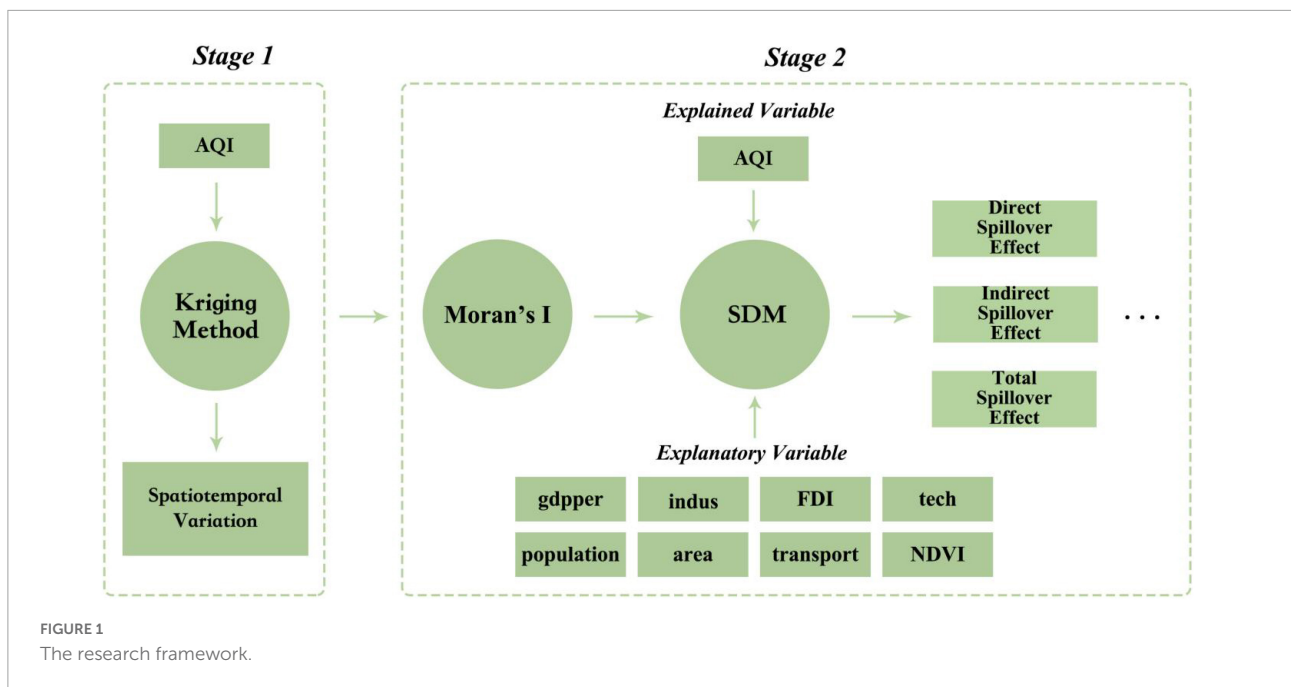 Stage 1
Stage 2
AQI
Kriging
Method
Spatiotemporal
Variation
Explained Variable
AQI
Moran's I
SDM
Direct
Spillover
Effect
Indirect
Spillover
Effect
Total
Spillover
Effect
. . .
Explanatory Variable
gdpper
indus
FDI
tech
population
area
transport
NDVI
FIGURE 1
The research framework.